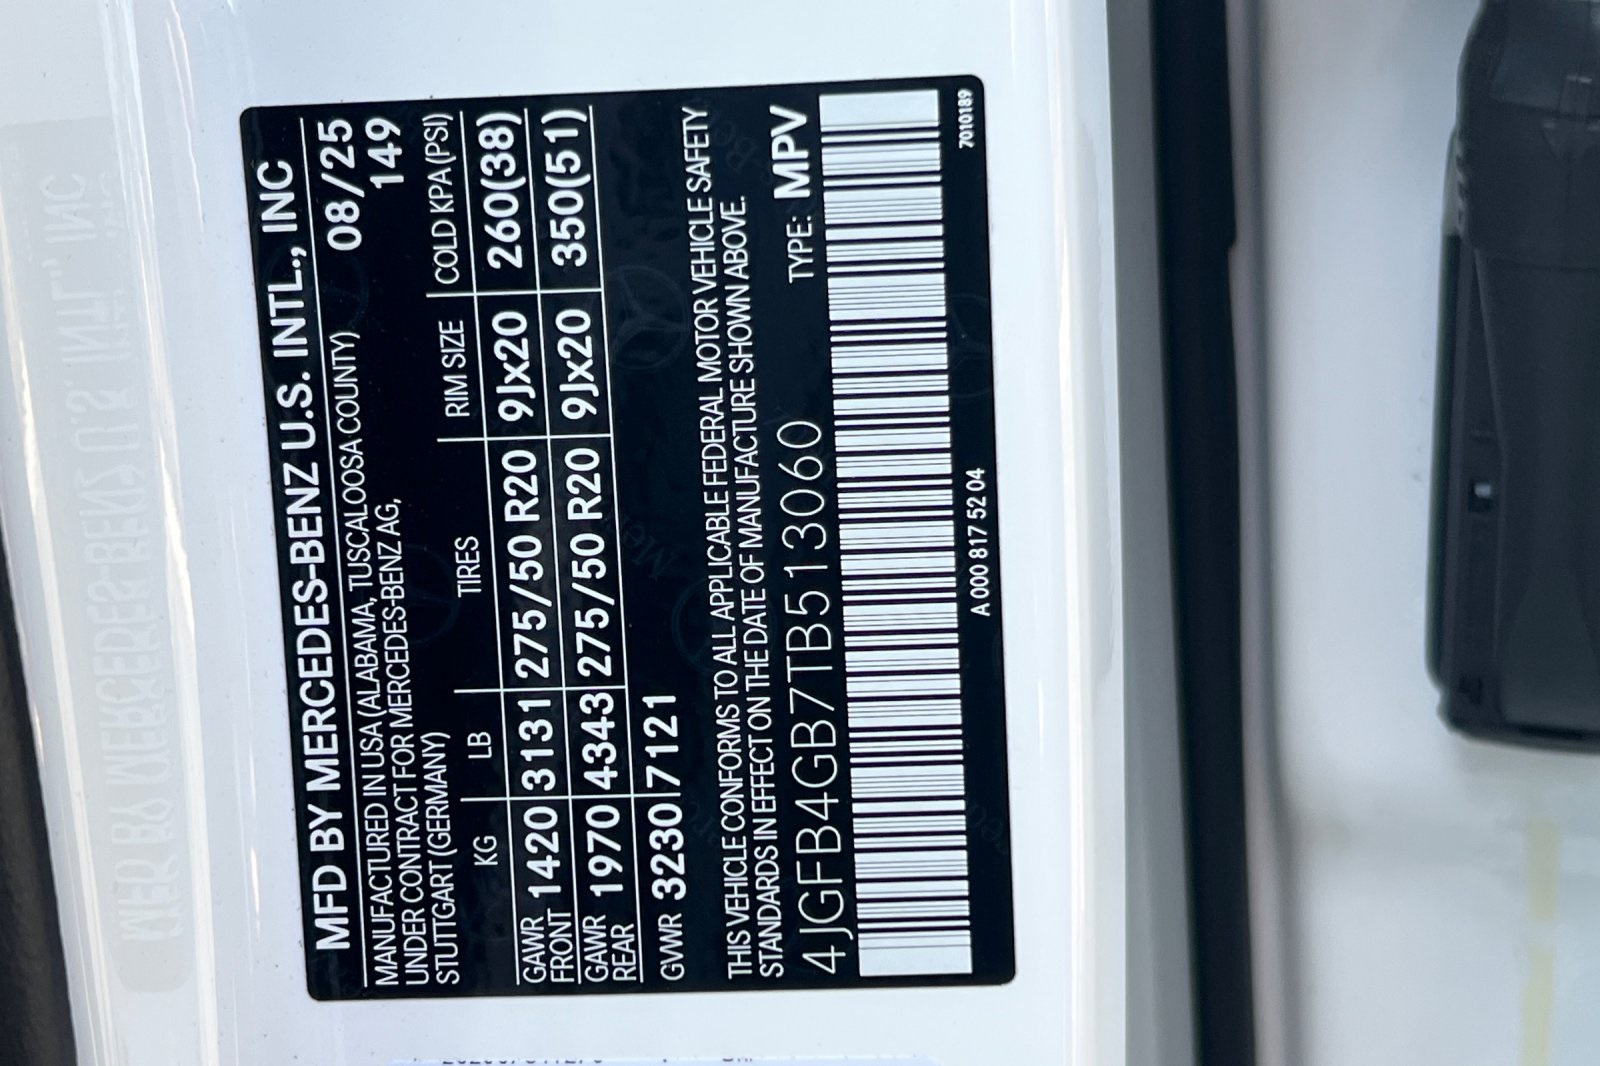 MFD BY MERCEDES-BENZ U.S. INTL., INC
MANUFACTURED IN USA (ALABAMA, TUSCALOOSA COUNTY) 08/25
UNDER CONTRACT FOR MERCEDES-BENZ AG, 149
STUTTGART (GERMANY)
KG LB TIRES RIM SIZE COLD KPA (PSI)
GAWR FRONT 1420 3131 275/50 R20 9Jx20 260(38)
GAWR REAR 1970 4343 275/50 R20 9Jx20 350(51)
GVWR 3230 7121
THIS VEHICLE CONFORMS TO ALL APPLICABLE FEDERAL MOTOR VEHICLE SAFETY
STANDARDS IN EFFECT ON THE DATE OF MANUFACTURE SHOWN ABOVE.
4JGFB4GB7TB513060 TYPE: MPV
A 000 817 52 04 7010189